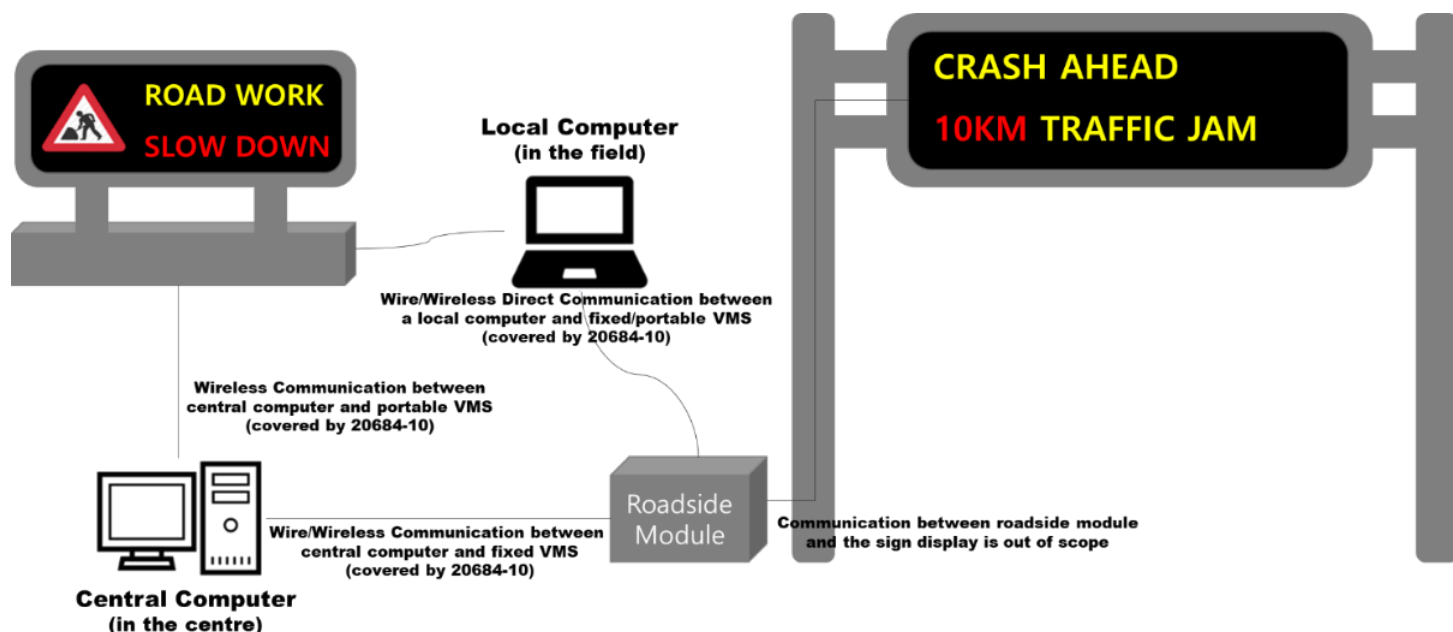 ROAD WORK
SLOW DOWN
CRASH AHEAD
10KM TRAFFIC JAM
Local Computer
(in the field)
Wire/Wireless Direct Communication between
a local computer and fixed/portable VMS
(covered by 20684-10)
Wireless Communication between
central computer and portable VMS
(covered by 20684-10)
Roadside
Module
Wire/Wireless Communication between
central computer and fixed VMS
(covered by 20684-10)
Communication between roadside module
and the sign display is out of scope
Central Computer
(in the centre)